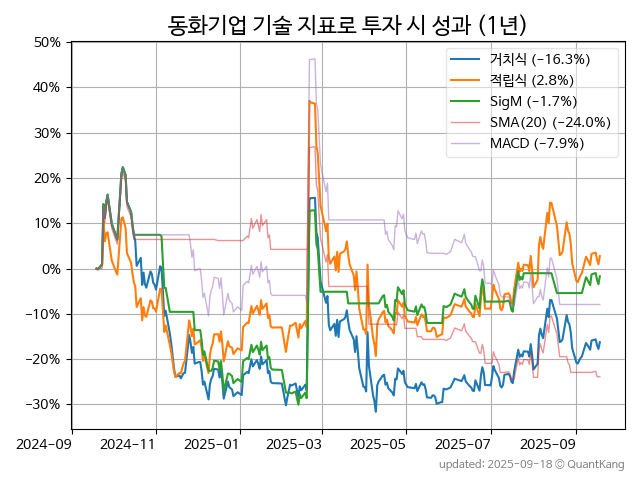 동화기업 기술 지표로 투자 시 성과 (1년)
50%
40%
30%
20%
10%
0%
−10%
−20%
−30%
거치식 (−16.3%)
적립식 (2.8%)
SigM (−1.7%)
SMA(20) (−24.0%)
MACD (−7.9%)
2024-09
2024-11
2025-01
2025-03
2025-05
2025-07
2025-09
updated: 2025-09-18 © QuantKang